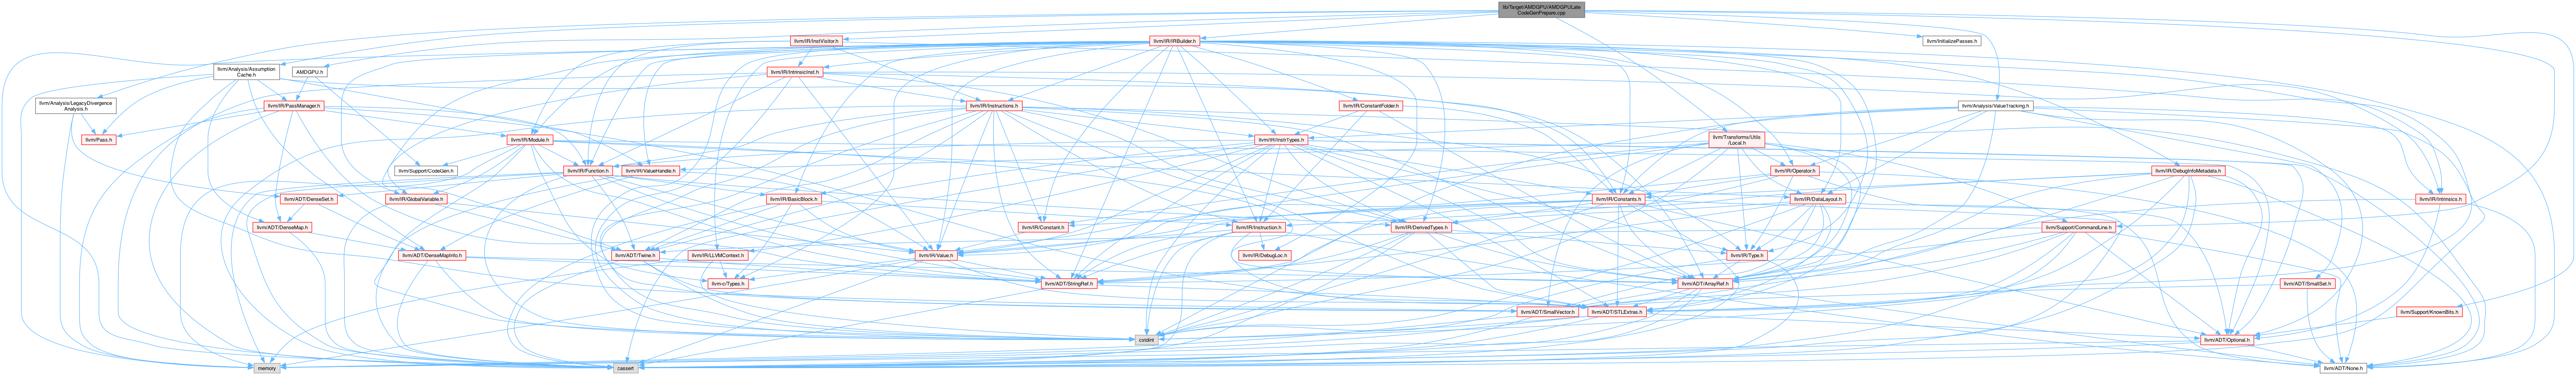 lib/Target/AMDGPU/AMDGPULate
CodeGenPrepare.cpp
llvm/IR/InstVisitor.h
llvm/IR/IRBuilder.h
llvm/InitializePasses.h
llvm/Analysis/Assumption
Cache.h
AMDGPU.h
llvm/IR/IntrinsicInst.h
llvm/Analysis/LegacyDivergence
Analysis.h
llvm/IR/PassManager.h
llvm/IR/Instructions.h
llvm/IR/ConstantFolder.h
llvm/Analysis/ValueTracking.h
llvm/Pass.h
llvm/IR/Module.h
llvm/IR/InstrTypes.h
llvm/Transforms/Utils
/Local.h
llvm/Support/CodeGen.h
llvm/IR/Function.h
llvm/IR/ValueHandle.h
llvm/IR/Operator.h
llvm/IR/DebugInfoMetadata.h
llvm/ADT/DenseSet.h
llvm/IR/GlobalVariable.h
llvm/IR/BasicBlock.h
llvm/IR/Constants.h
llvm/IR/DataLayout.h
llvm/IR/Intrinsics.h
llvm/ADT/DenseMap.h
llvm/IR/Constant.h
llvm/IR/Instruction.h
llvm/IR/DerivedTypes.h
llvm/Support/CommandLine.h
llvm/ADT/DenseMapInfo.h
llvm/ADT/Twine.h
llvm/IR/LLVMContext.h
llvm/IR/Value.h
llvm/IR/DebugLoc.h
llvm/IR/Type.h
llvm-c/Types.h
llvm/ADT/StringRef.h
llvm/ADT/ArrayRef.h
llvm/ADT/SmallSet.h
llvm/ADT/SmallVector.h
llvm/ADT/STLExtras.h
llvm/Support/KnownBits.h
cstdint
llvm/ADT/Optional.h
memory
cassert
llvm/ADT/None.h